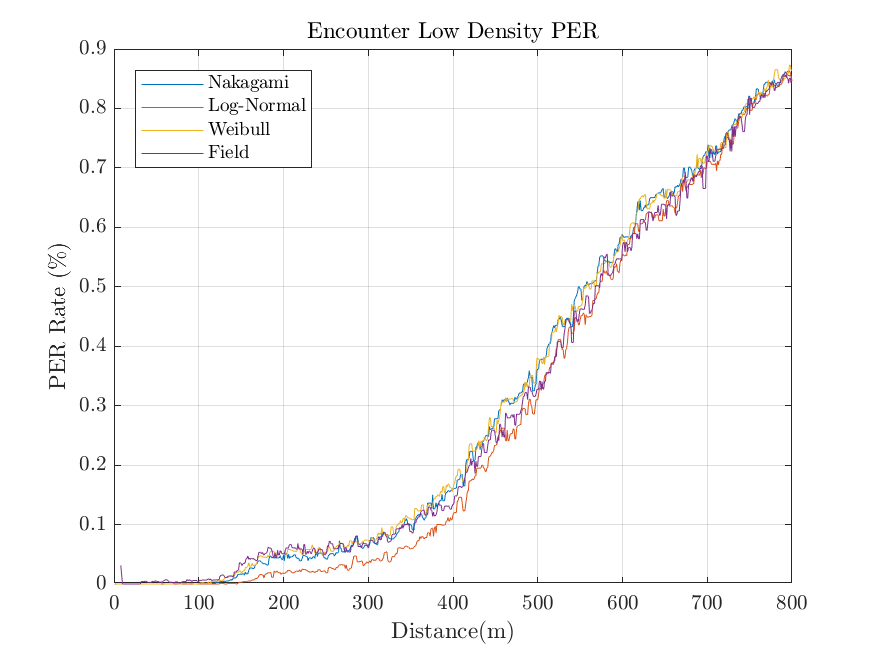 Encounter Low Density PER
0.9
0.8
0.7
0.6
0.5
0.4
0.3
0.2
0.1
0
PER Rate (%)
Nakagami
Log-Normal
Weibull
Field
0 100 200 300 400 500 600 700 800
Distance(m)